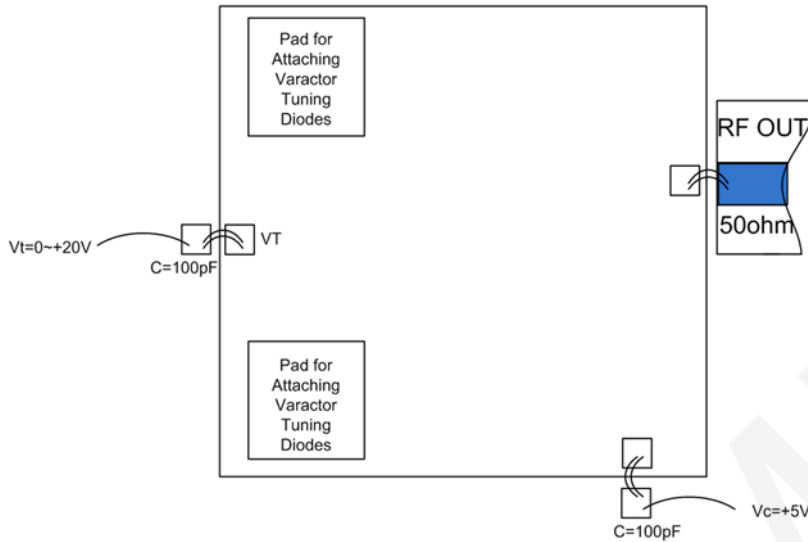 Pad for
Attaching
Varactor
Tuning
Diodes
RF OUT
50ohm
Vt=0~+20V
VT
C=100pF
Pad for
Attaching
Varactor
Tuning
Diodes
Vc=+5V
C=100pF